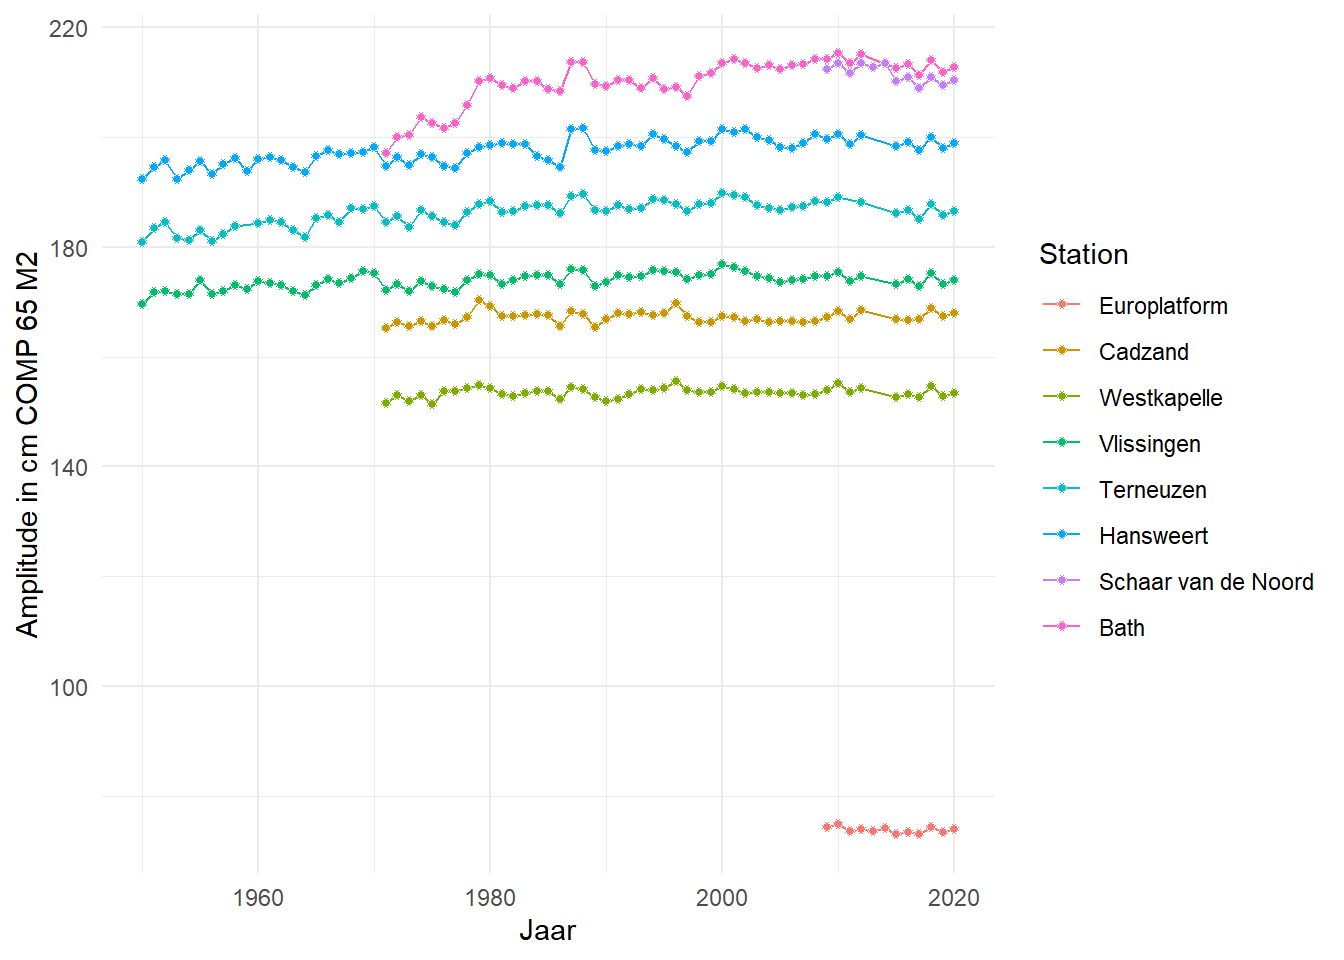 220
180
140
100
Amplitude in cm COMP 65 M2
1960
1980
2000
2020
Jaar
Station
Europlatform
Cadzand
Westkapelle
Vlissingen
Terneuzen
Hansweert
Schaar van de Noord
Bath